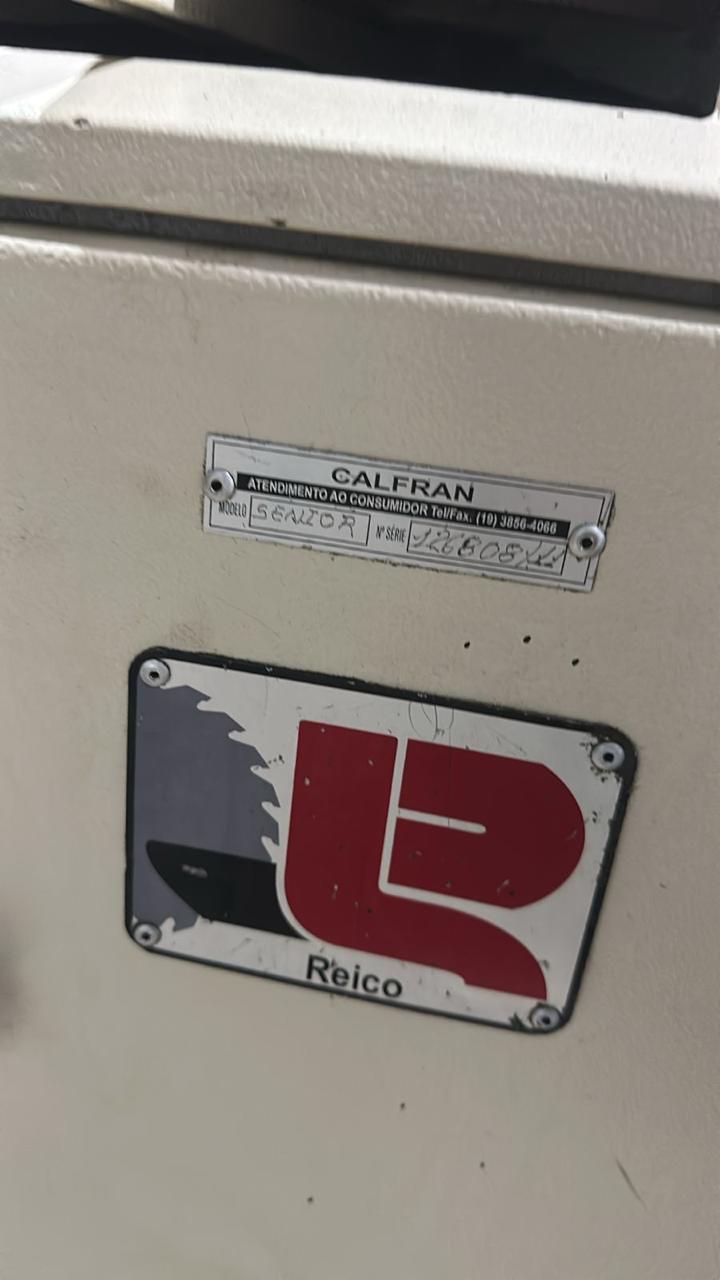 CALFRAN
ATENDIMENTO AO CONSUMIDOR Tel/Fax. (19) 3856-4066
MODELO SENIOR Nº SÉRIE
Reico